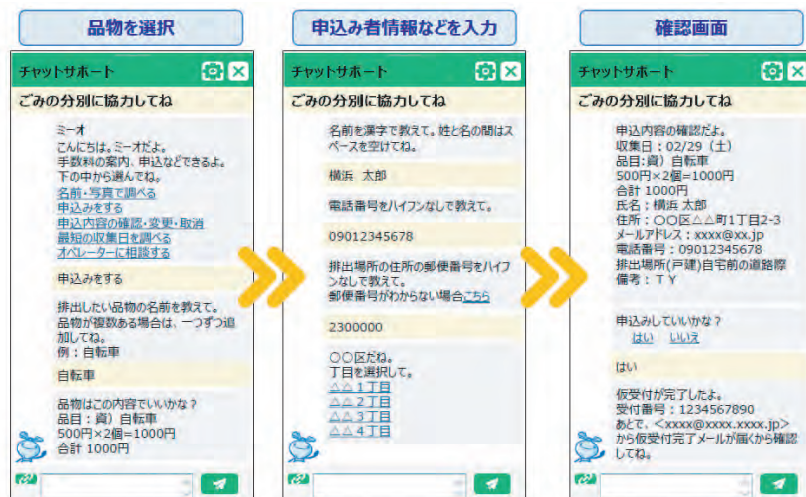 品物を選択
チャットサポート
ごみの分別に協力してね
ミーオ
こんにちは。ミーオだよ。
手数料の案内、申込などできるよ。
下の中から選んでね。
名前・写真で調べる
申込みをする
申込内容の確認・変更・取消
最短の収集日を調べる
オペレーターに相談する
申込みをする
排出したい品物の名前を教えて。
品物が複数ある場合は、一つずつ追
加してね。
例：自転車
自転車
品物はこの内容でいいかな？
品目：資）自転車
500円×2個=1000円
合計 1000円
申込み者情報などを入力
チャットサポート
ごみの分別に協力してね
名前を漢字で教えて。姓と名の間はス
ペースを空けてね。
横浜 太郎
電話番号をハイフンなしで教えて。
09012345678
排出場所の住所の郵便番号をハイフ
ンなしで教えて。
郵便番号がわからない場合こちら
2300000
〇〇区だね。
丁目を選択して。
△△１丁目
△△２丁目
△△３丁目
△△４丁目
確認画面
チャットサポート
ごみの分別に協力してね
申込内容の確認だよ。
収集日：02/29（土）
品目:資）自転車
500円×2個=1000円
合計 1000円
氏名：横浜 太郎
住所：〇〇区△△町1丁目2-3
メールアドレス：xxxx@xx.jp
電話番号：09012345678
排出場所(戸建)自宅前の道路際
備考：ＴＹ
申込みしていいかな？
はい いいえ
はい
仮受付が完了したよ。
受付番号：1234567890
あとで、<xxxx@xxxx.xxxx.jp>
から仮受付完了メールが届くから確認
してね。